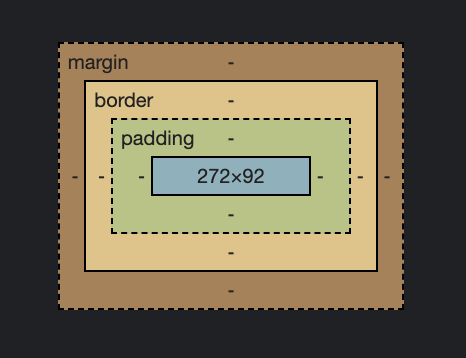 margin -
border -
padding -
- - - 272×92 - - -
-
-
-